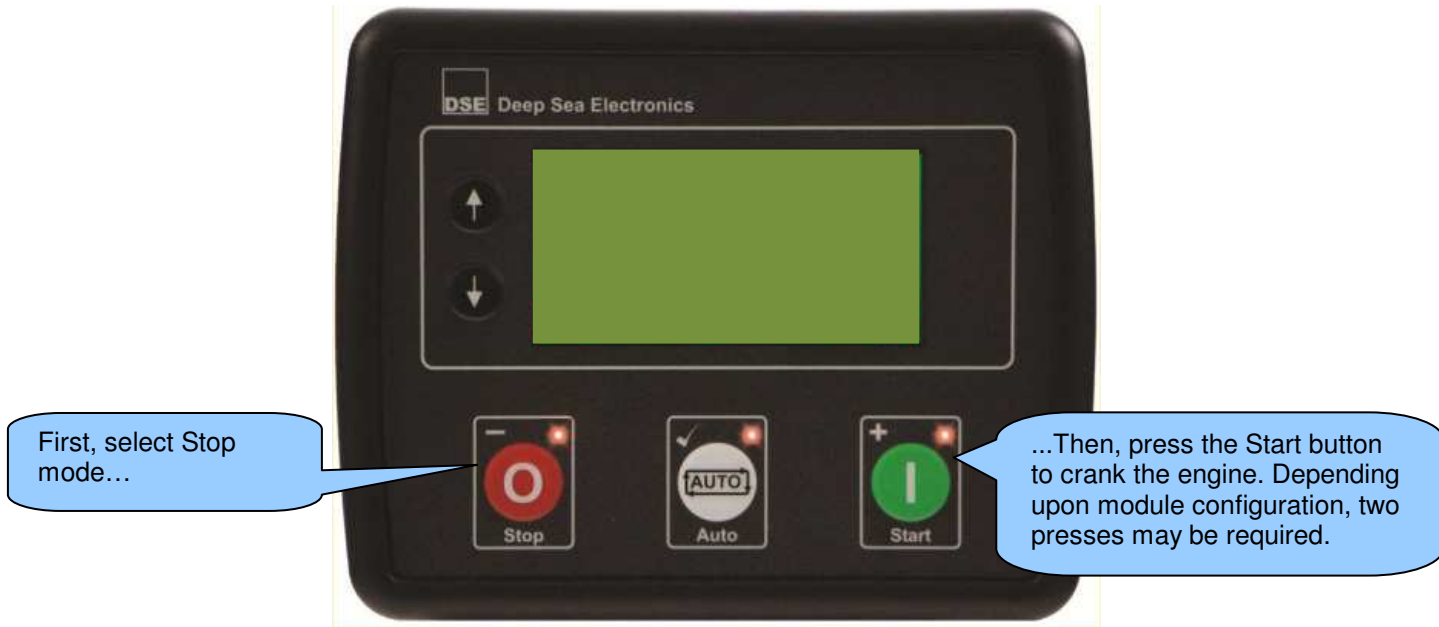 DSE Deep Sea Electronics
First, select Stop
mode…
...Then, press the Start button
to crank the engine. Depending
upon module configuration, two
presses may be required.
− ✓ +
O AUTO I
Stop Auto Start